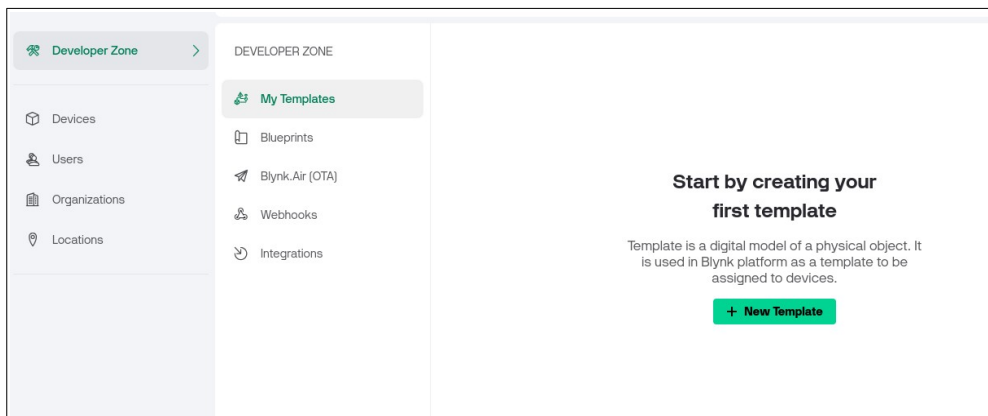 Developer Zone
Devices
Users
Organizations
Locations
DEVELOPER ZONE
My Templates
Blueprints
Blynk.Air (OTA)
Webhooks
Integrations
Start by creating your
first template
Template is a digital model of a physical object. It
is used in Blynk platform as a template to be
assigned to devices.
+ New Template